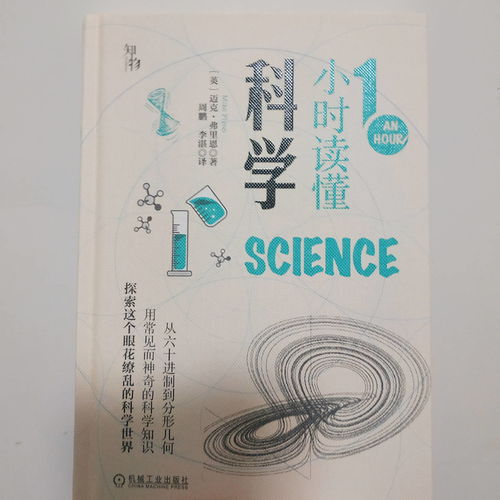 知物
1
AN
HOUR
小时读懂
科学
SCIENCE
[英]迈克·弗里恩 著
周鹏 李湛 译
从六十进制到分形几何
用常见而神奇的科学知识
探索这个眼花缭乱的科学世界
机械工业出版社
CHINA MACHINE PRESS